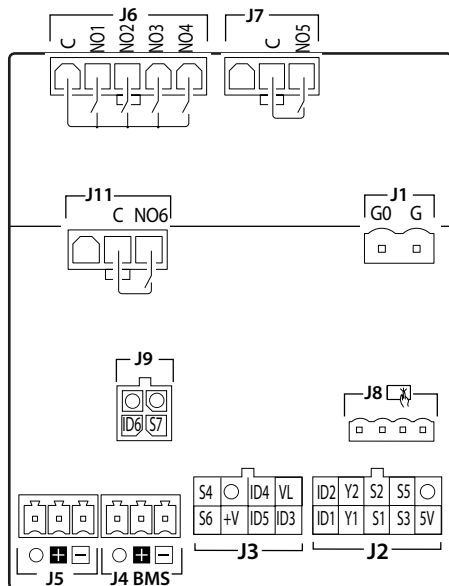 J6
J7
C NO1 NO2 NO3 NO4
C NO5
J11
J1
C NO6
G0 G
J9
J8
ID6 S7
S4 ID4 VL
ID2 Y2 S2 S5
S6 +V ID5 ID3
ID1 Y1 S1 S3 5V
J3
J2
+ −
+ −
J5
J4 BMS